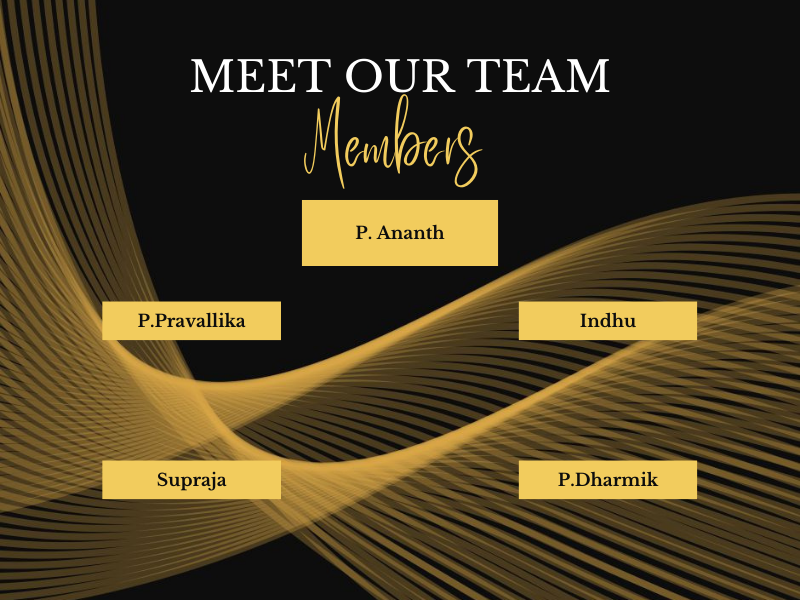 MEET OUR TEAM
Members
P. Ananth
P.Pravallika
Indhu
Supraja
P.Dharmik